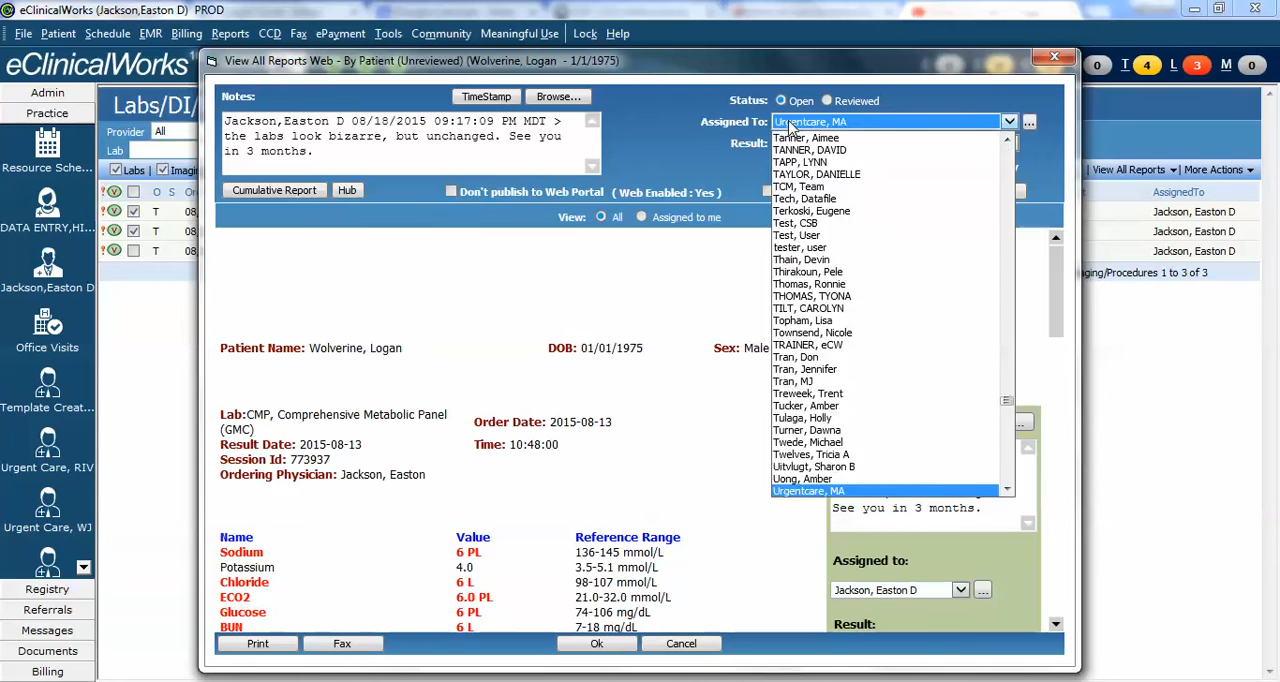 eClinicalWorks (Jackson,Easton D ) PROD
File Patient Schedule EMR Billing Reports CCD Fax ePayment Tools Community Meaningful Use Lock Help
eClinicalWorks
0 T 4 L 3 M 0
Admin
Practice
Resource Sche...
DATA ENTRY,HI...
Jackson,Easton D
Office Visits
Template Creat...
Urgent Care, RIV
Urgent Care, WJ
Registry
Referrals
Messages
Documents
Billing
Labs/DI/
Provider All
Lab
Labs Imag
O S Or
T 08,
T 08,
T 08,
View All Reports More Actions
AssignedTo
Jackson, Easton D
Jackson, Easton D
Jackson, Easton D
ging/Procedures 1 to 3 of 3
View All Reports Web - By Patient (Unreviewed) (Wolverine, Logan - 1/1/1975)
Notes: TimeStamp Browse...
Jackson,Easton D 08/18/2015 09:17:09 PM MDT >
the labs look bizarre, but unchanged. See you
in 3 months.
Status: Open Reviewed
Assigned To: Urgentcare, MA ...
Result:
Cumulative Report Hub Don't publish to Web Portal ( Web Enabled : Yes )
View: All Assigned to me
Tanner, Aimee
TANNER, DAVID
TAPP, LYNN
TAYLOR, DANIELLE
TCM, Team
Tech, Datafile
Terkoski, Eugene
Test, CSB
Test, User
tester, user
Thain, Devin
Thirakoun, Pele
Thomas, Ronnie
THOMAS, TYONA
TILT, CAROLYN
Topham, Lisa
Townsend, Nicole
TRAINER, eCW
Tran, Don
Tran, Jennifer
Tran, MJ
Treweek, Trent
Tucker, Amber
Tulaga, Holly
Turner, Dawna
Twede, Michael
Twelves, Tricia A
Uitvlugt, Sharon B
Uong, Amber
Urgentcare, MA
Patient Name: Wolverine, Logan DOB: 01/01/1975 Sex: Male
Lab:CMP, Comprehensive Metabolic Panel
(GMC)
Order Date: 2015-08-13
Result Date: 2015-08-13 Time: 10:48:00
Session Id: 773937
Ordering Physician: Jackson, Easton
Name Value Reference Range
Sodium 6 PL 136-145 mmol/L
Potassium 4.0 3.5-5.1 mmol/L
Chloride 6 L 98-107 mmol/L
ECO2 6.0 PL 21.0-32.0 mmol/L
Glucose 6 PL 74-106 mg/dL
BUN 6 L 7-18 mg/dL
...
See you in 3 months.
Assigned to:
Jackson, Easton D ...
Result:
Print Fax Ok Cancel